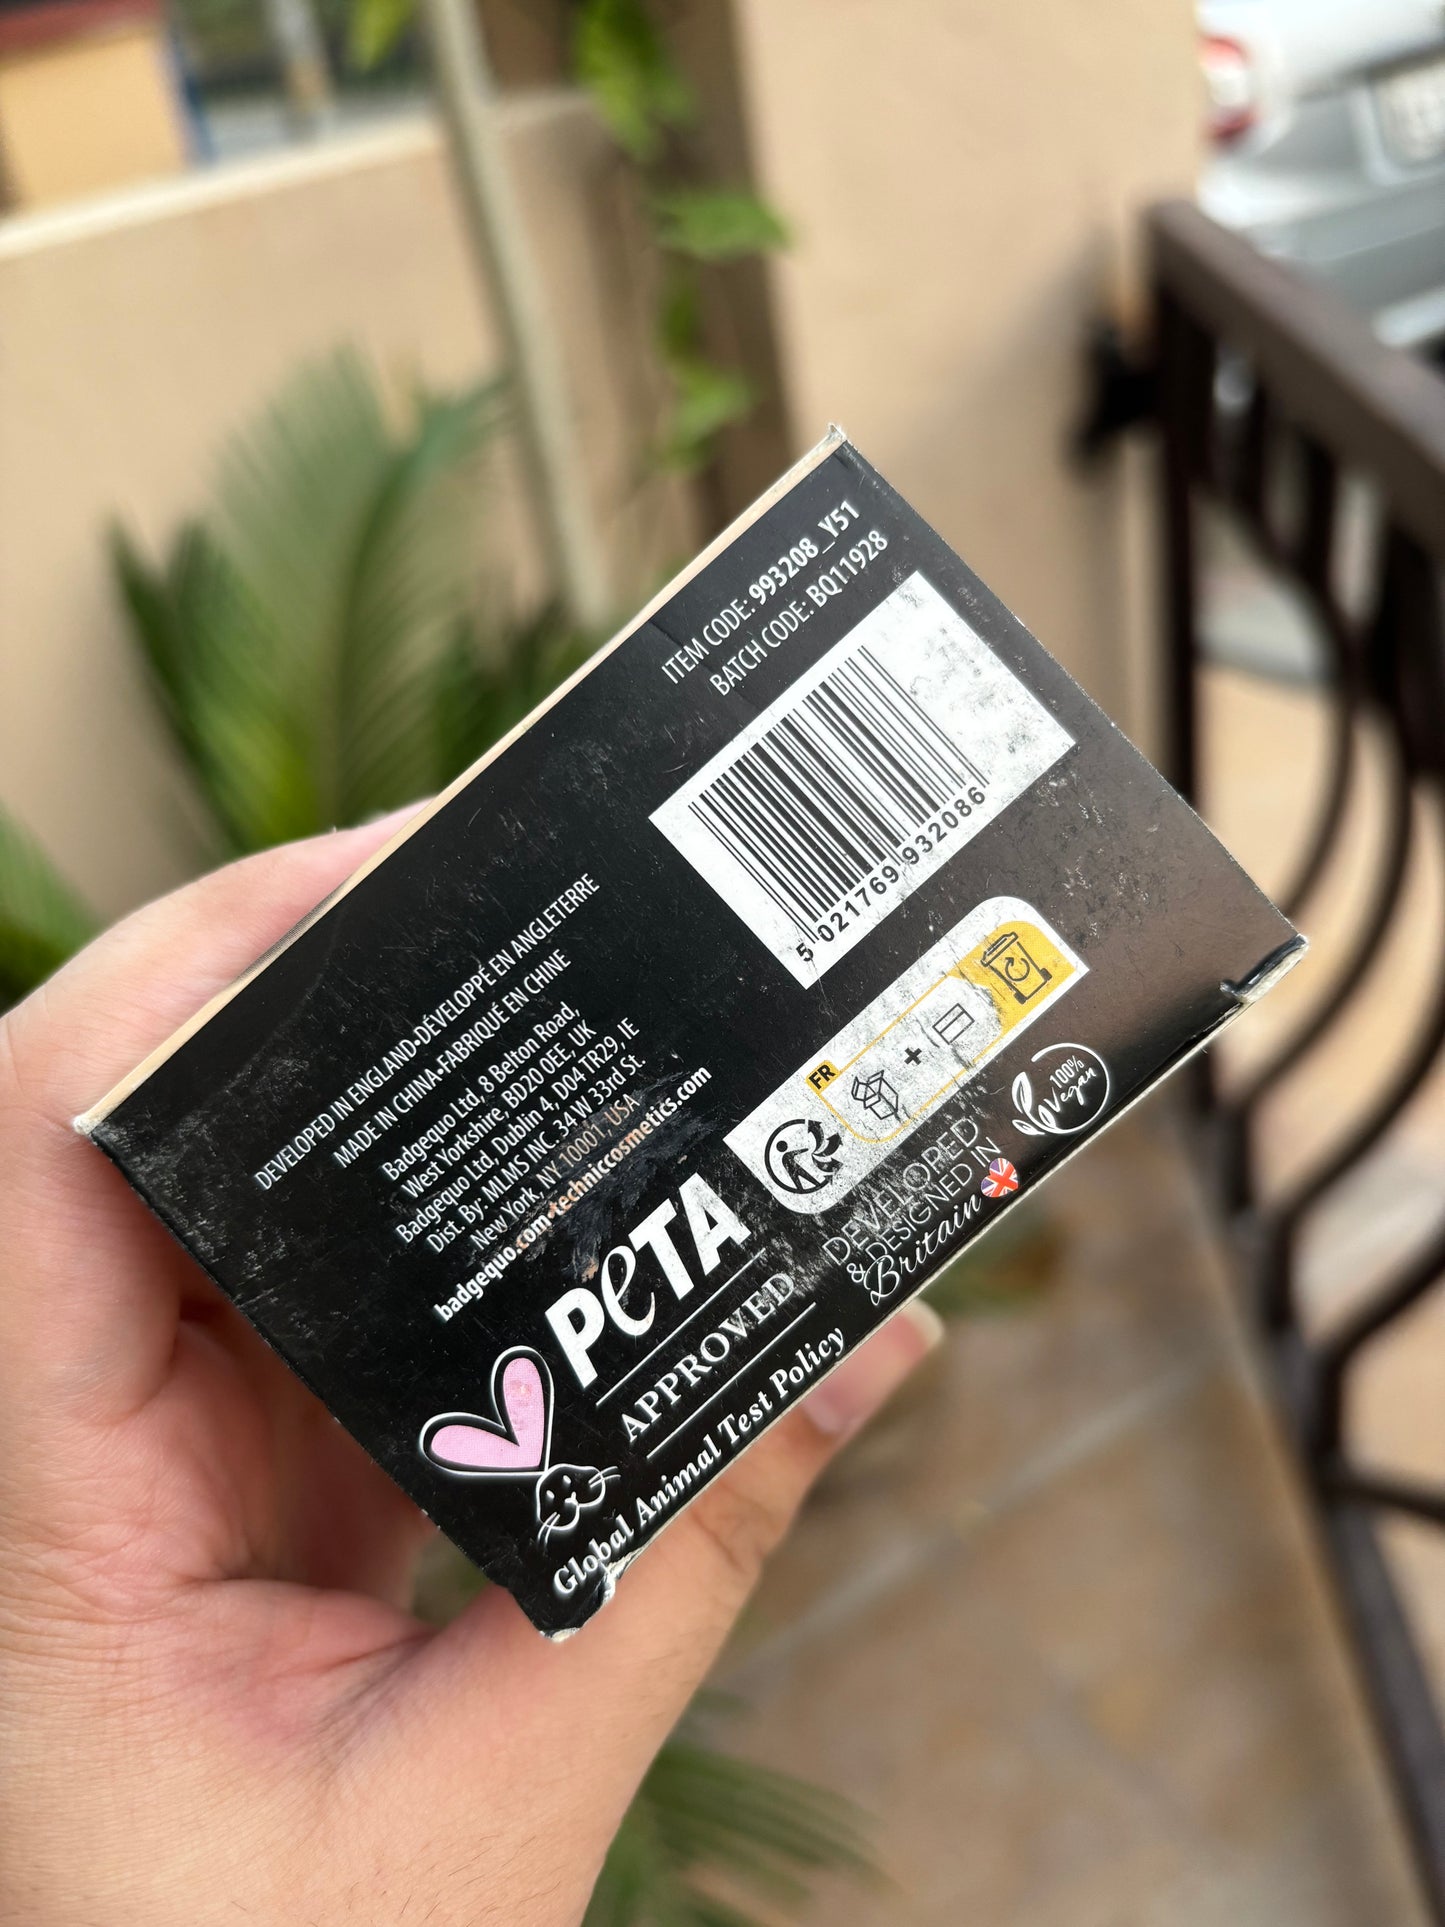 ITEM CODE: 993208_Y51
BATCH CODE: BQ11928
5 021769 932086
DEVELOPED IN ENGLAND•DÉVELOPPÉ EN ANGLETERRE
MADE IN CHINA•FABRIQUÉ EN CHINE
Badgequo Ltd, 8 Belton Road,
West Yorkshire, BD20 0EE, UK
Badgequo Ltd, Dublin 4, D04 TR29, IE
Dist. By: MLMS INC. 34 W 33rd St.
New York, NY 10001, USA
badgequo.com•techniccosmetics.com
FR
+
PeTA
APPROVED
Global Animal Test Policy
DEVELOPED
& DESIGNED IN
Britain
100%
Vegan